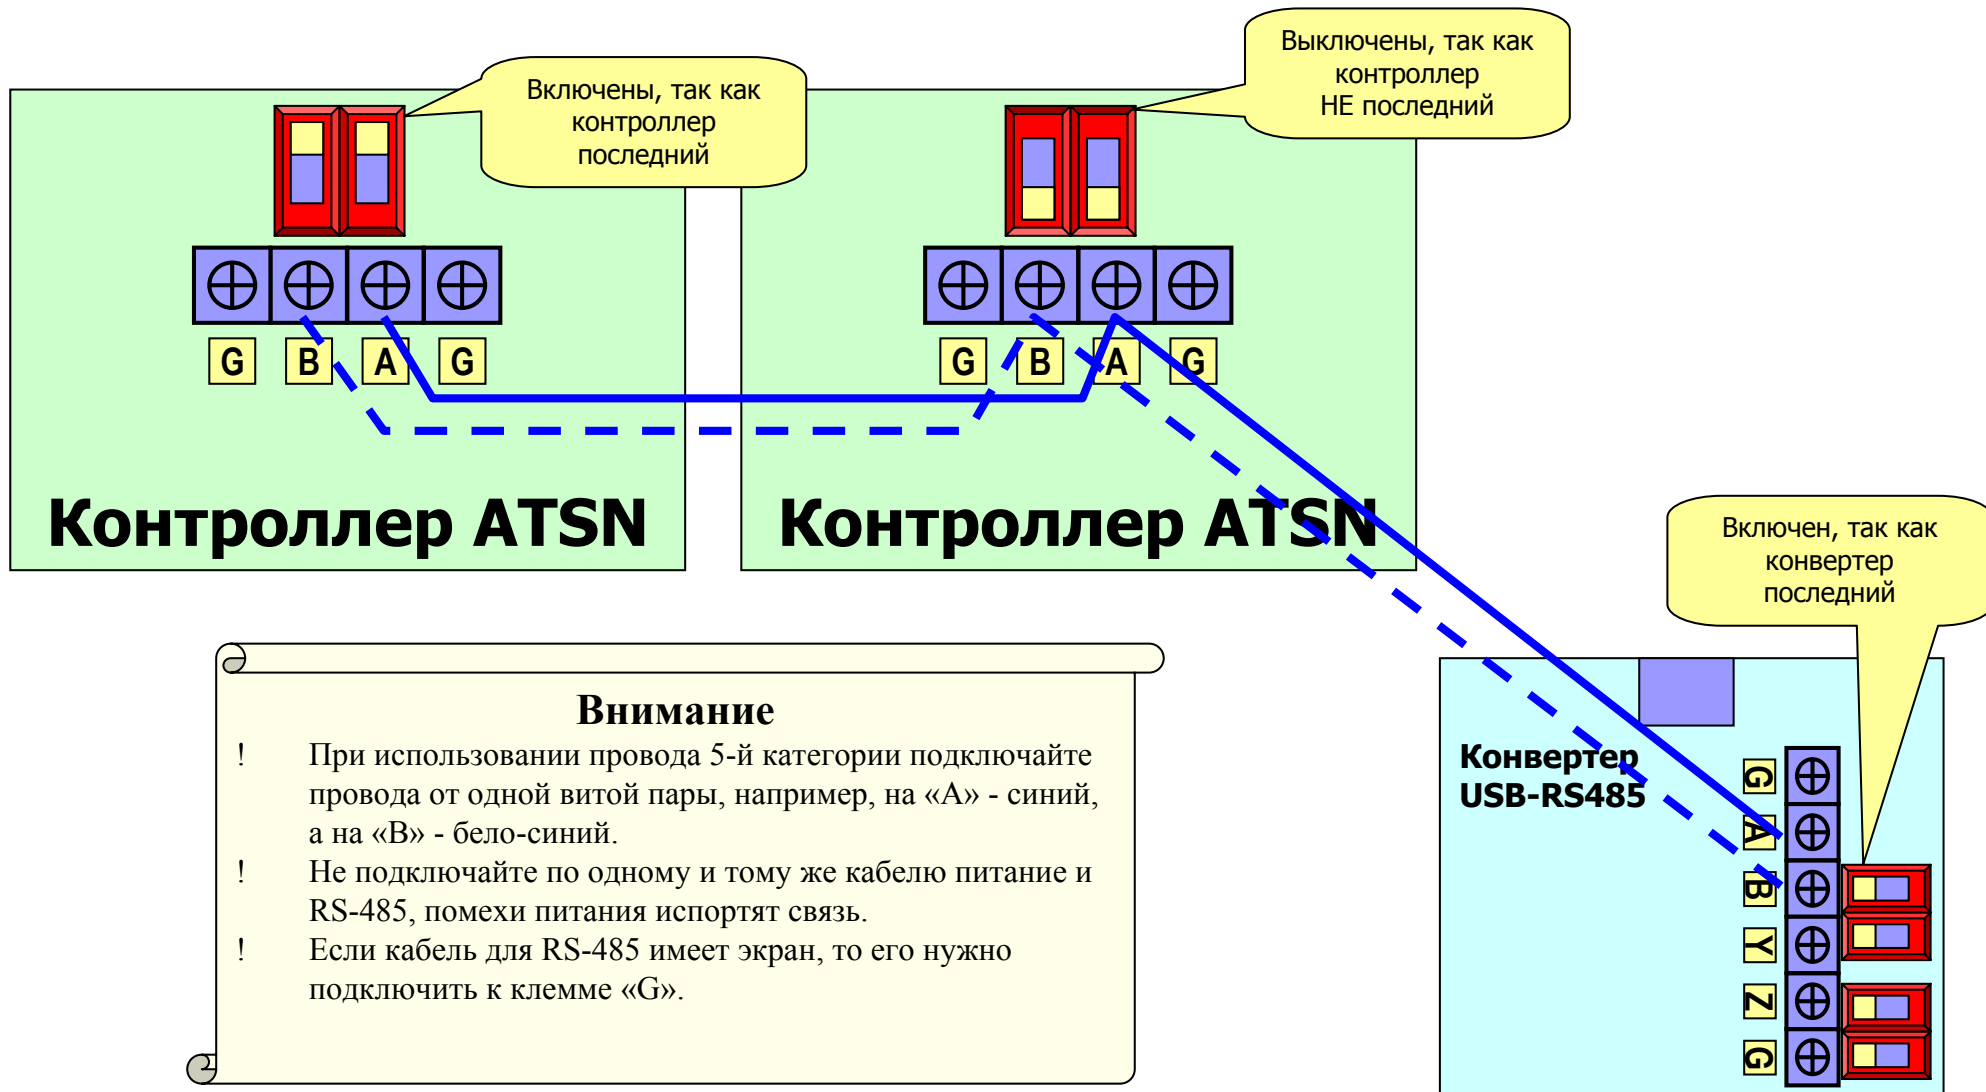 Выключены, так как
контроллер
НЕ последний
Включены, так как
контроллер
последний
G B A G
G B A G
Контроллер ATSN
Контроллер ATSN
Включен, так как
конвертер
последний
Внимание
! При использовании провода 5-й категории подключайте
провода от одной витой пары, например, на «А» - синий,
а на «В» - бело-синий.
! Не подключайте по одному и тому же кабелю питание и
RS-485, помехи питания испортят связь.
! Если кабель для RS-485 имеет экран, то его нужно
подключить к клемме «G».
Конвертер
USB-RS485
G
A
B
Y
Z
G